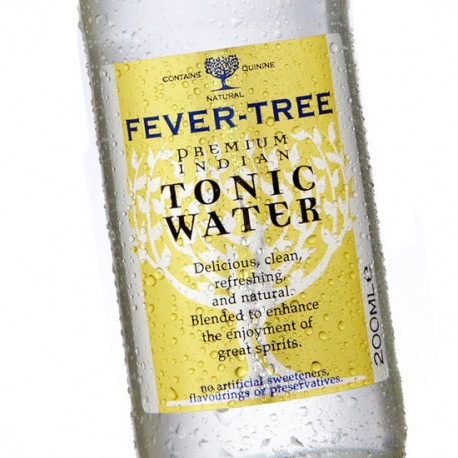 CONTAINS QUININE
NATURAL
FEVER-TREE
PREMIUM
INDIAN
TONIC
WATER
Delicious, clean,
refreshing,
and natural.
Blended to enhance
the enjoyment of
great spirits.
no artificial sweeteners,
flavourings or preservatives.
200ML e